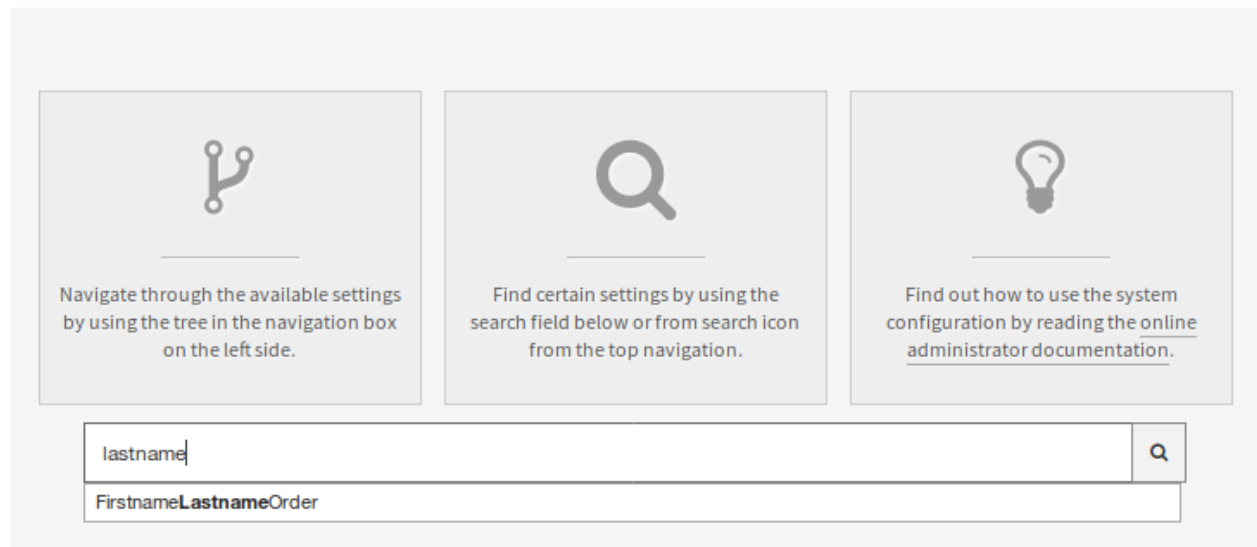 Navigate through the available settings
by using the tree in the navigation box
on the left side.
Find certain settings by using the
search field below or from search icon
from the top navigation.
Find out how to use the system
configuration by reading the online
administrator documentation.
lastname
FirstnameLastnameOrder